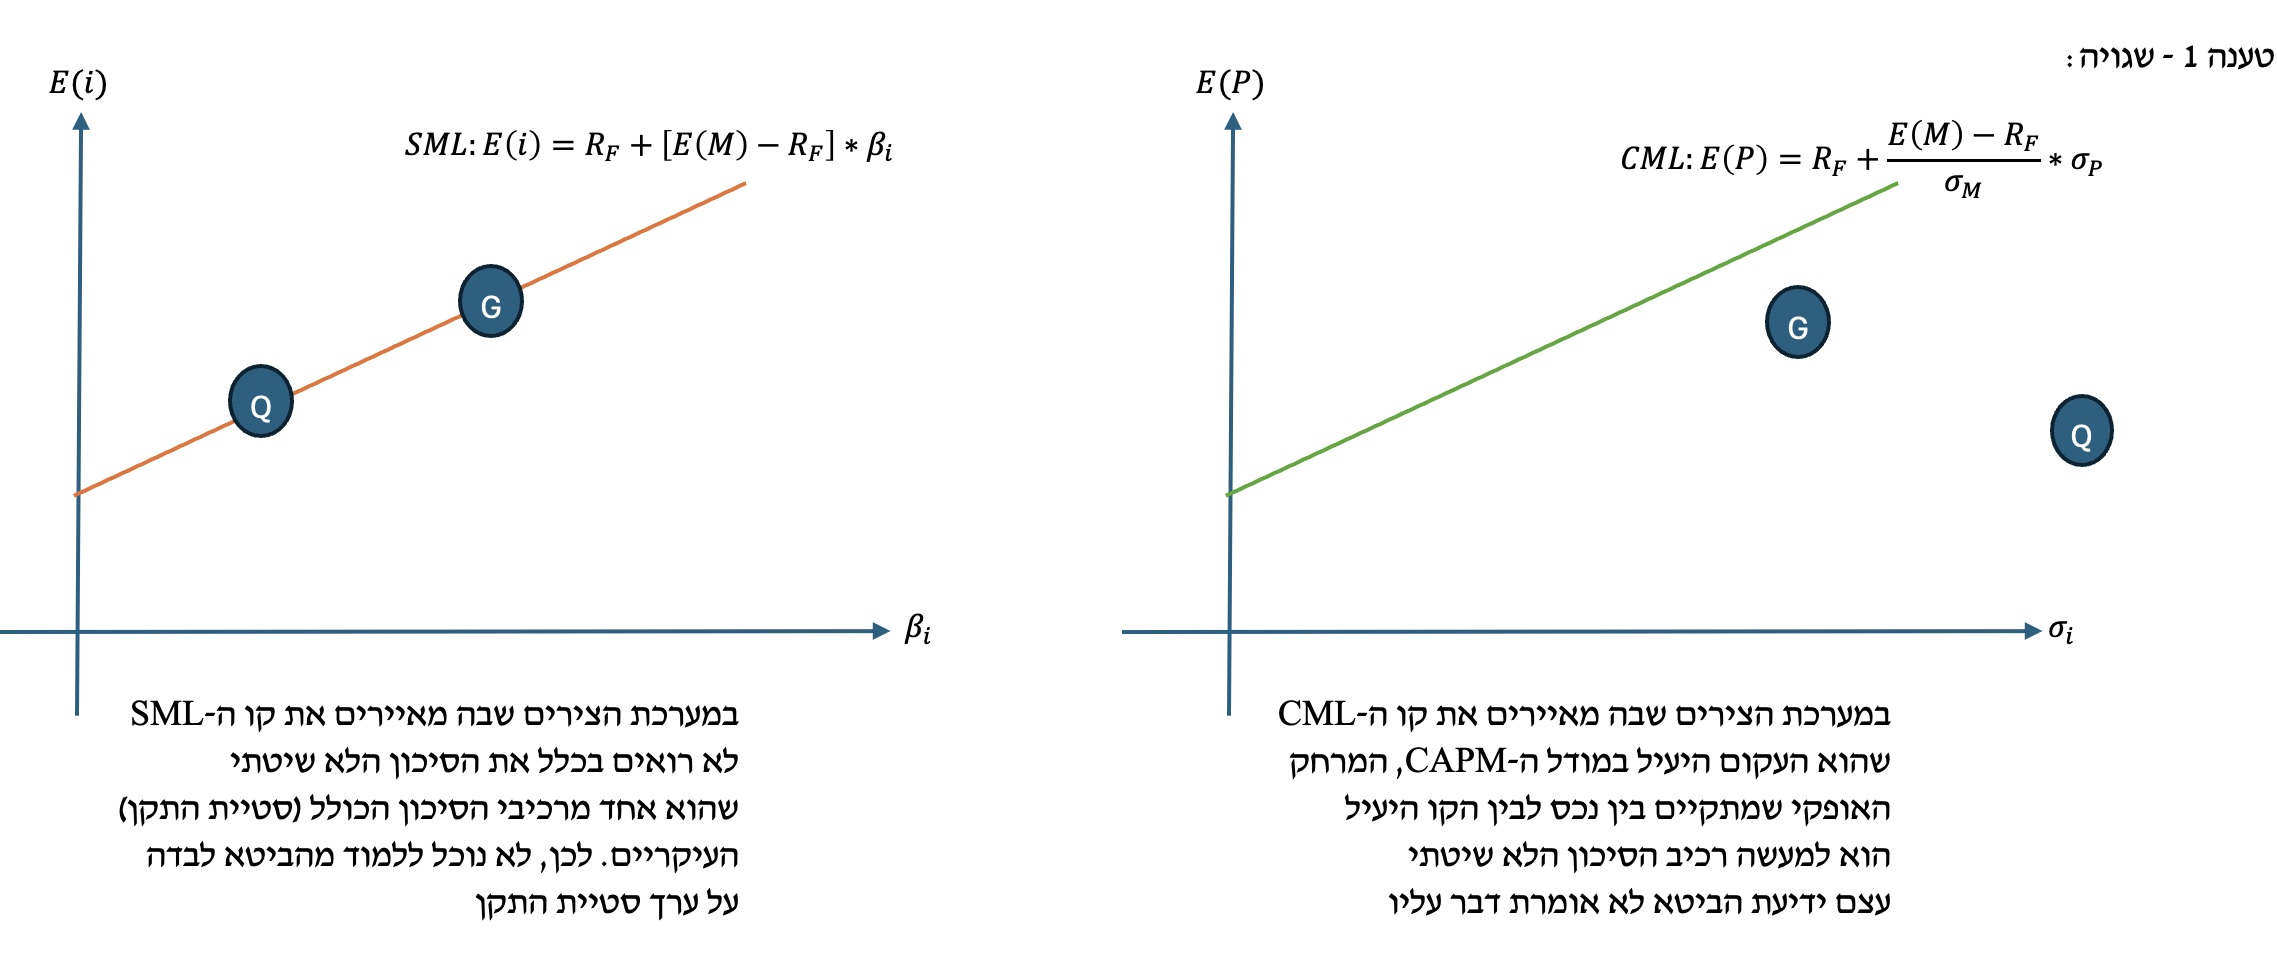 טענה 1 - שגויה:
E(P)
CML: E(P) = R_F + \frac{E(M) - R_F}{σ_M} * σ_P
G
Q
σ_i
במערכת הצירים שבה מאיירים את קו ה-CML
שהוא העקום היעיל במודל ה-CAPM, המרחק
האופקי שמתקיים בין נכס לבין הקו היעיל
הוא למעשה רכיב הסיכון הלא שיטתי
עצם ידיעת הביטא לא אומרת דבר עליו
E(i)
SML: E(i) = R_F + [E(M) - R_F] * β_i
G
Q
β_i
במערכת הצירים שבה מאיירים את קו ה-SML
לא רואים בכלל את הסיכון הלא שיטתי
שהוא אחד מרכיבי הסיכון הכולל (סטיית התקן)
העיקריים. לכן, לא נוכל ללמוד מהביטא לבדה
על ערך סטיית התקן